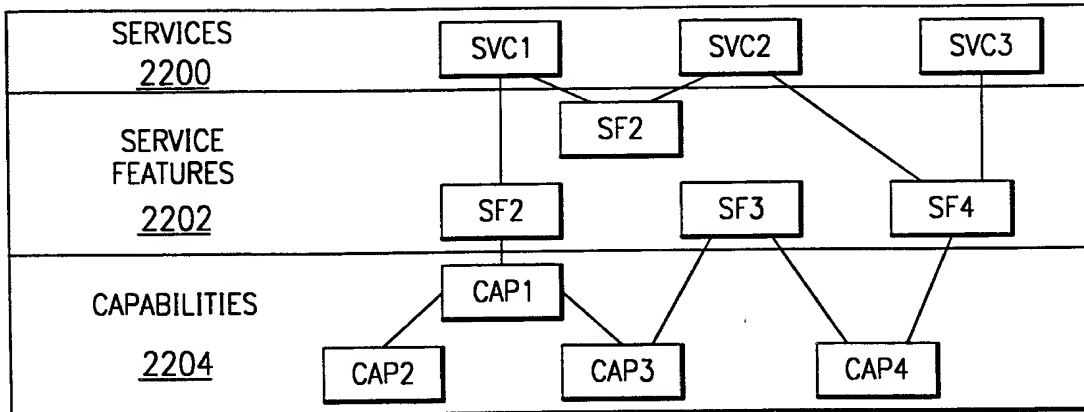 SERVICES
2200
SVC1
SVC2
SVC3
SF2
SERVICE
FEATURES
2202
SF2
SF3
SF4
CAPABILITIES
2204
CAP1
CAP2
CAP3
CAP4